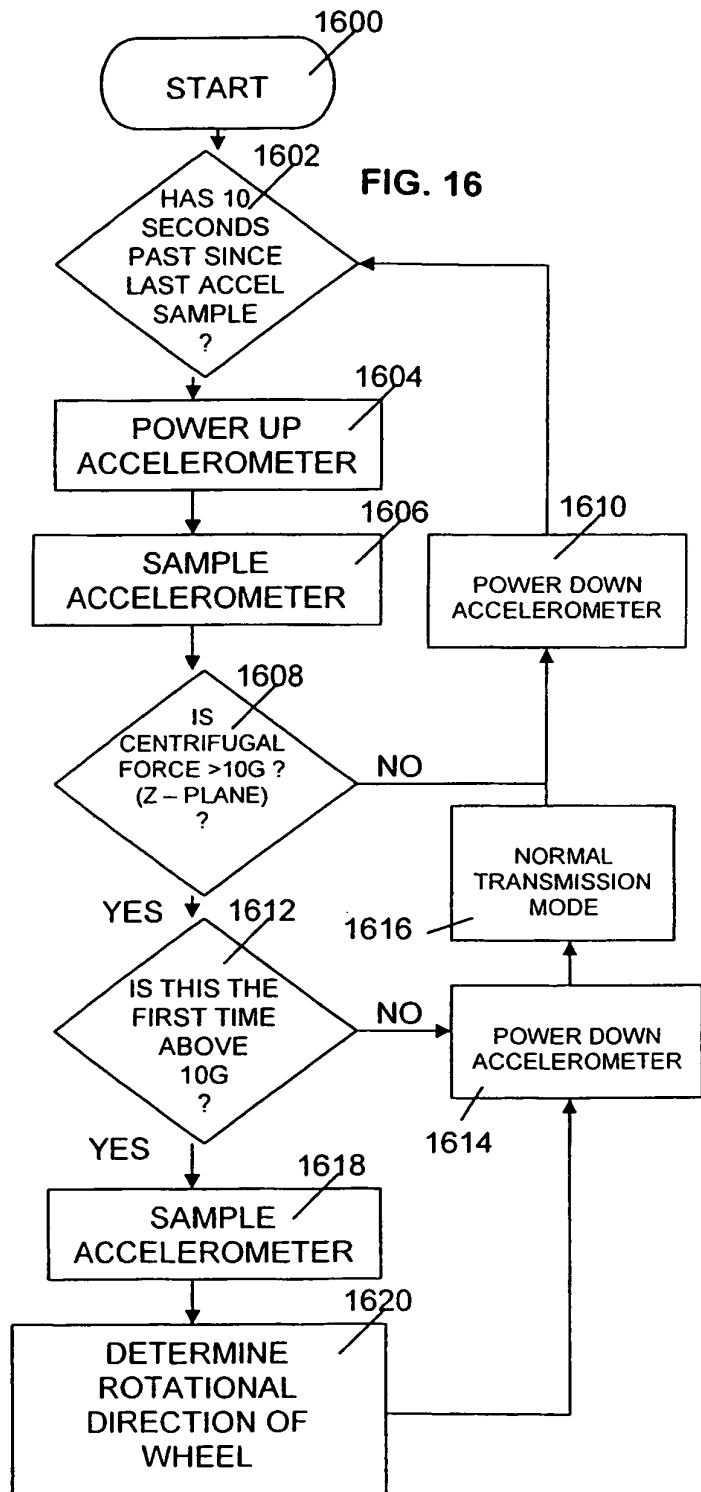 1600
START
1602
FIG. 16
HAS 10
SECONDS
PAST SINCE
LAST ACCEL
SAMPLE
?
1604
POWER UP
ACCELEROMETER
1606
SAMPLE
ACCELEROMETER
1610
POWER DOWN
ACCELEROMETER
1608
IS
CENTRIFUGAL
FORCE >10G ?
(Z – PLANE)
?
NO
NORMAL
TRANSMISSION
MODE
1616
YES
1612
IS THIS THE
FIRST TIME
ABOVE
10G
?
NO
POWER DOWN
ACCELEROMETER
1614
YES
1618
SAMPLE
ACCELEROMETER
1620
DETERMINE
ROTATIONAL
DIRECTION OF
WHEEL